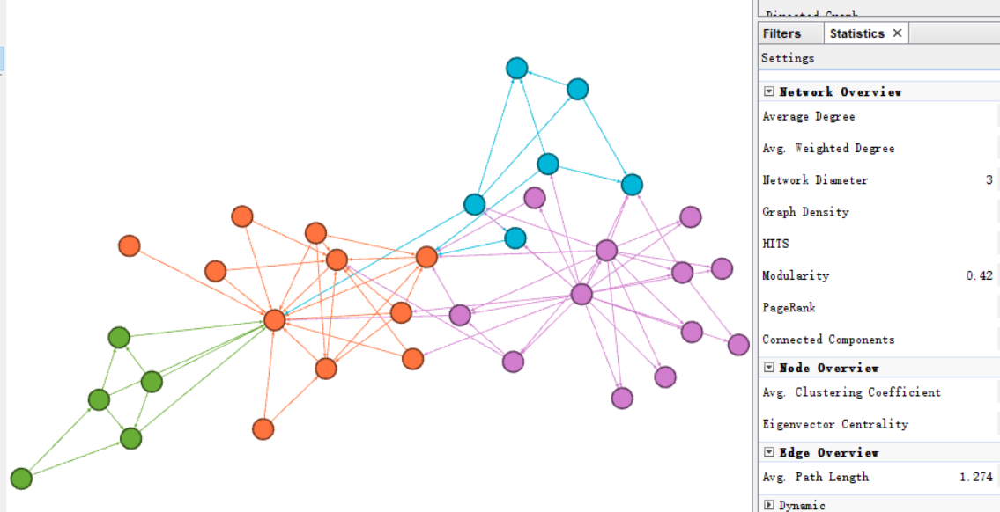 Directed Graph
Filters
Statistics
Settings
Network Overview
Average Degree
Avg. Weighted Degree
Network Diameter 3
Graph Density
HITS
Modularity 0.42
PageRank
Connected Components
Node Overview
Avg. Clustering Coefficient
Eigenvector Centrality
Edge Overview
Avg. Path Length 1.274
Dynamic